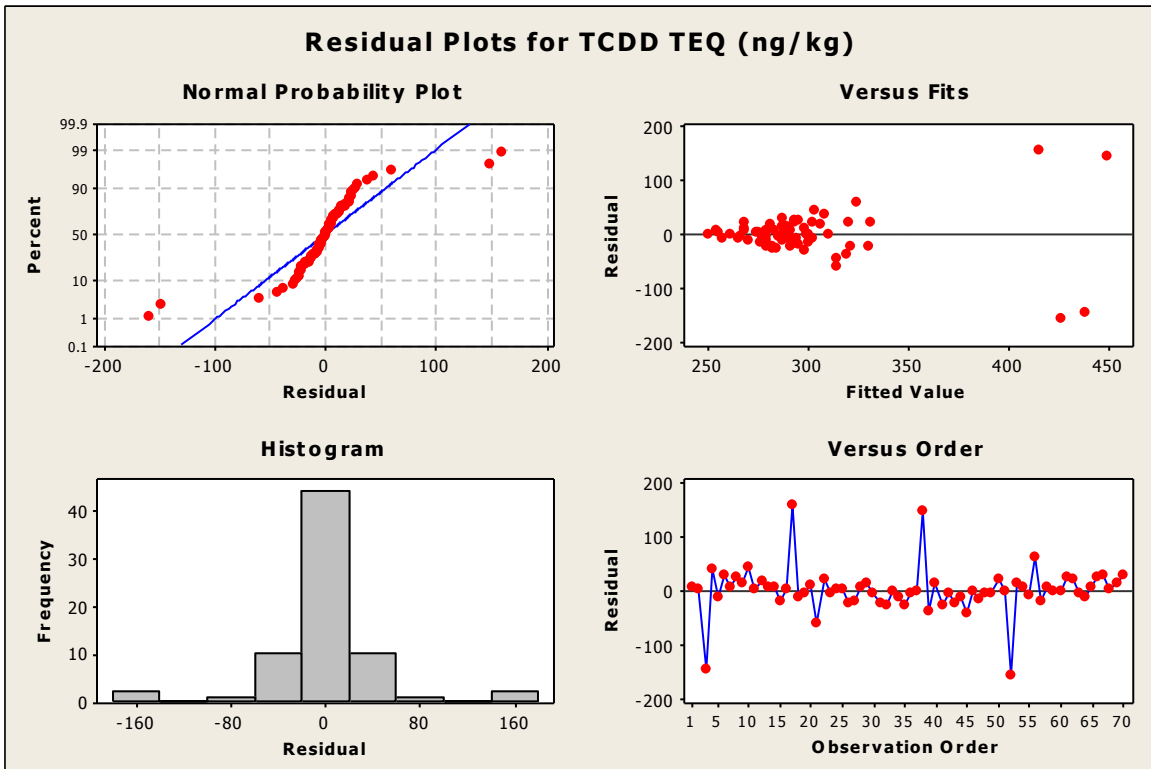 Residual Plots for TCDD TEQ (ng/kg)
Normal Probability Plot
99.9
99
90
50
10
1
0.1
Percent
-200 -100 0 100 200
Residual
Versus Fits
200
100
0
-100
-200
Residual
250 300 350 400 450
Fitted Value
Histogram
40
30
20
10
0
Frequency
-160 -80 0 80 160
Residual
Versus Order
200
100
0
-100
-200
Residual
1 5 10 15 20 25 30 35 40 45 50 55 60 65 70
Observation Order